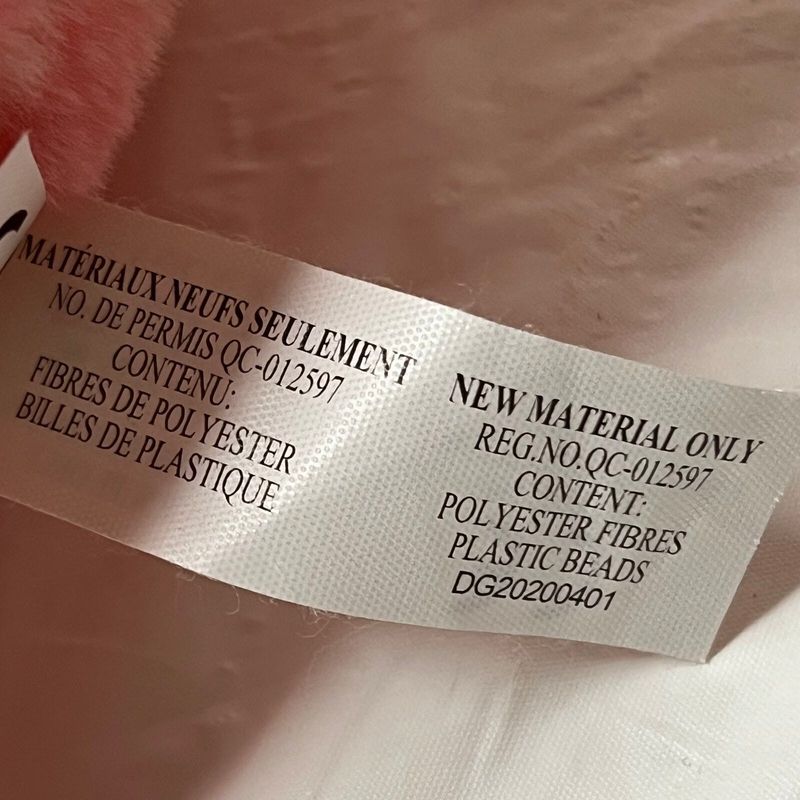 MATÉRIAUX NEUFS SEULEMENT
NO. DE PERMIS QC-012597
CONTENU:
FIBRES DE POLYESTER
BILLES DE PLASTIQUE
NEW MATERIAL ONLY
REG.NO.QC-012597
CONTENT:
POLYESTER FIBRES
PLASTIC BEADS
DG20200401